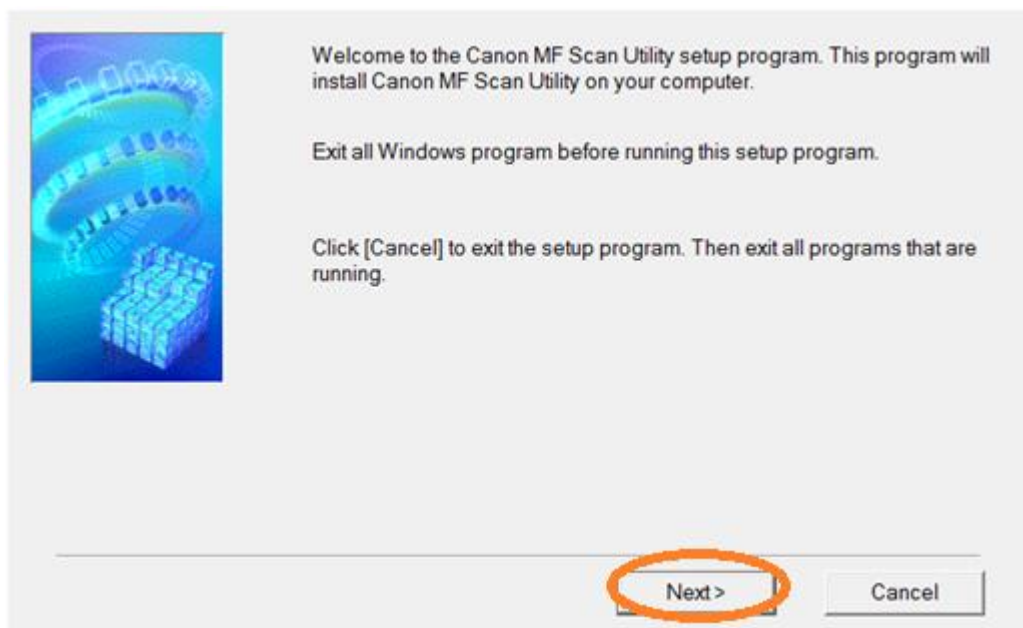 Welcome to the Canon MF Scan Utility setup program. This program will
install Canon MF Scan Utility on your computer.
Exit all Windows program before running this setup program.
Click [Cancel] to exit the setup program. Then exit all programs that are
running.
Next >
Cancel